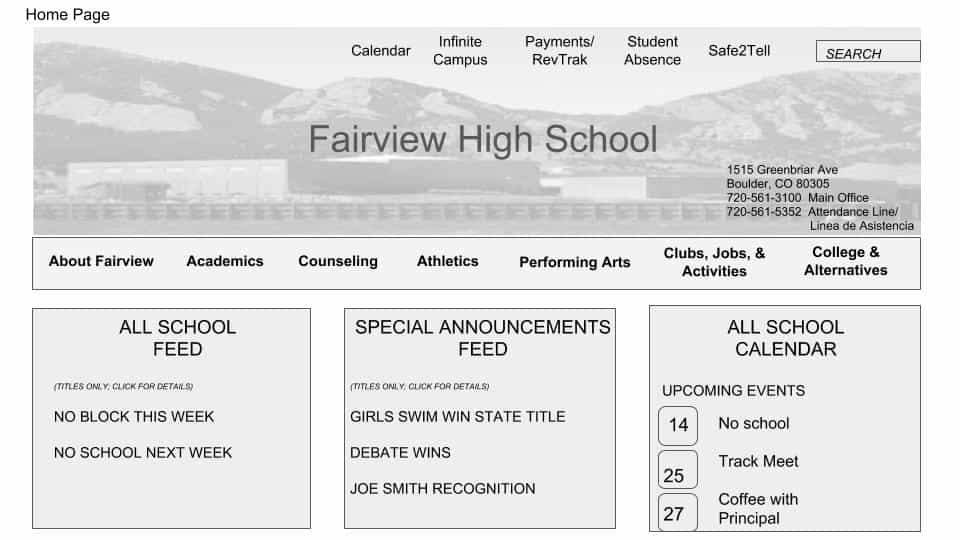 Home Page
Calendar
Infinite
Campus
Payments/
RevTrak
Student
Absence
Safe2Tell
SEARCH
Fairview High School
1515 Greenbriar Ave
Boulder, CO 80305
720-561-3100  Main Office
720-561-5352  Attendance Line/
Linea de Asistencia
About Fairview
Academics
Counseling
Athletics
Performing Arts
Clubs, Jobs, &
Activities
College &
Alternatives
ALL SCHOOL
FEED
(TITLES ONLY; CLICK FOR DETAILS)
NO BLOCK THIS WEEK
NO SCHOOL NEXT WEEK
SPECIAL ANNOUNCEMENTS
FEED
(TITLES ONLY; CLICK FOR DETAILS)
GIRLS SWIM WIN STATE TITLE
DEBATE WINS
JOE SMITH RECOGNITION
ALL SCHOOL
CALENDAR
UPCOMING EVENTS
14 No school
25 Track Meet
27 Coffee with
Principal